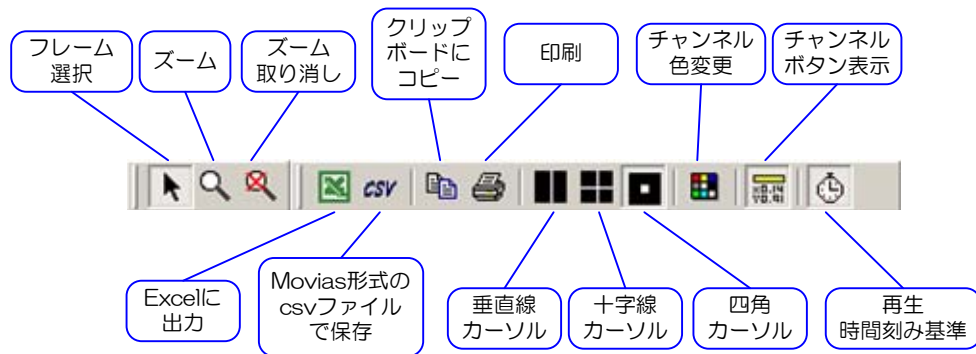 フレーム
選択
ズーム
ズーム
取り消し
クリップ
ボードに
コピー
印刷
チャンネル
色変更
チャンネル
ボタン表示
CSV
X0.14
Y0.91
Excelに
出力
Movias形式の
csvファイル
で保存
垂直線
カーソル
十字線
カーソル
四角
カーソル
再生
時間刻み基準